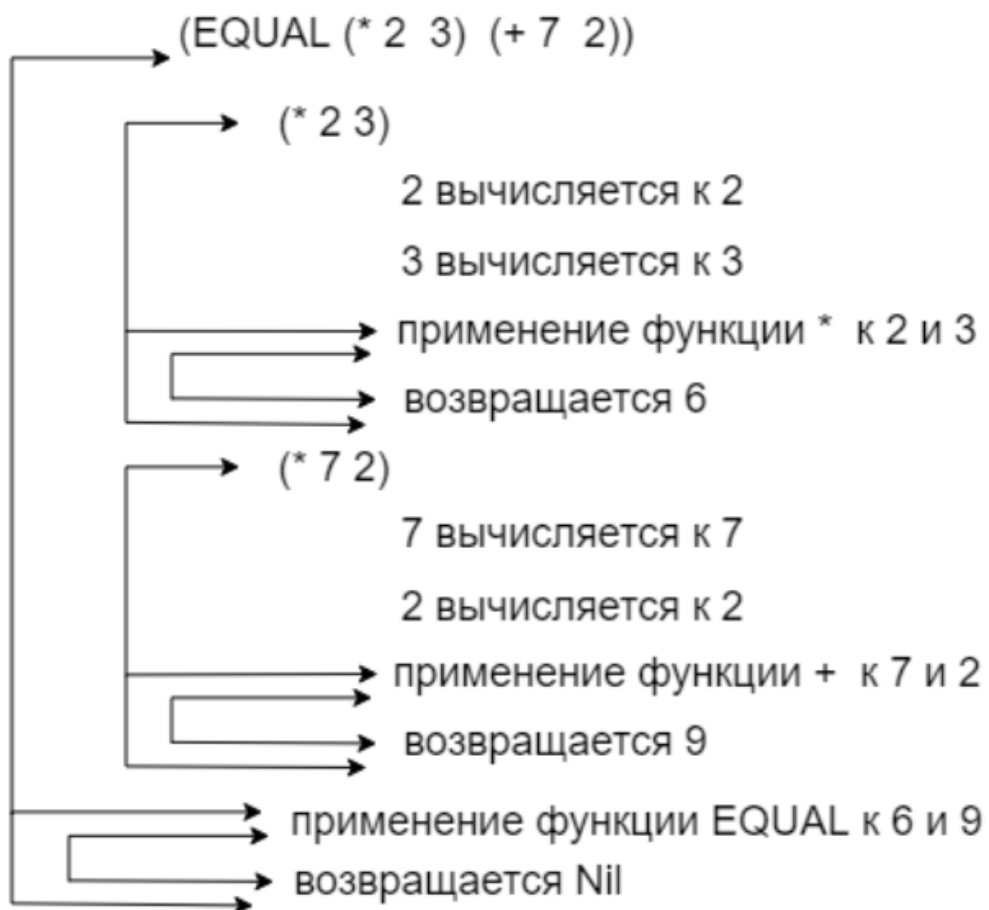 (EQUAL (* 2 3) (+ 7 2))
(* 2 3)
2 вычисляется к 2
3 вычисляется к 3
применение функции * к 2 и 3
возвращается 6
(* 7 2)
7 вычисляется к 7
2 вычисляется к 2
применение функции + к 7 и 2
возвращается 9
применение функции EQUAL к 6 и 9
возвращается Nil